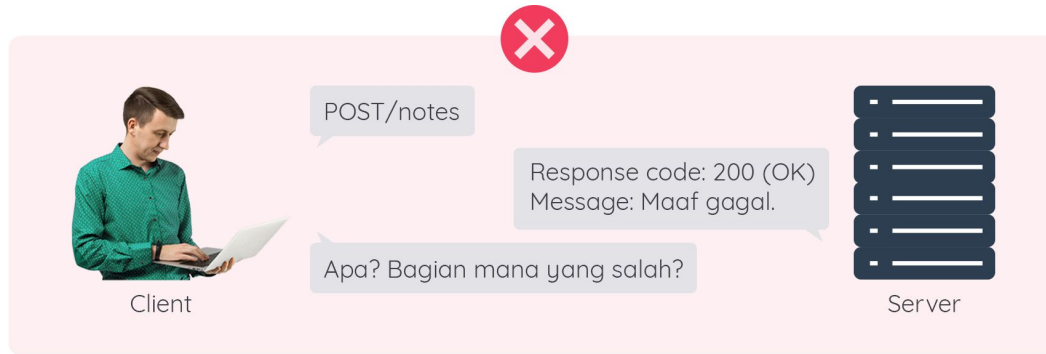 POST/notes
Response code: 200 (OK)
Message: Maaf gagal.
Apa? Bagian mana yang salah?
Client
Server